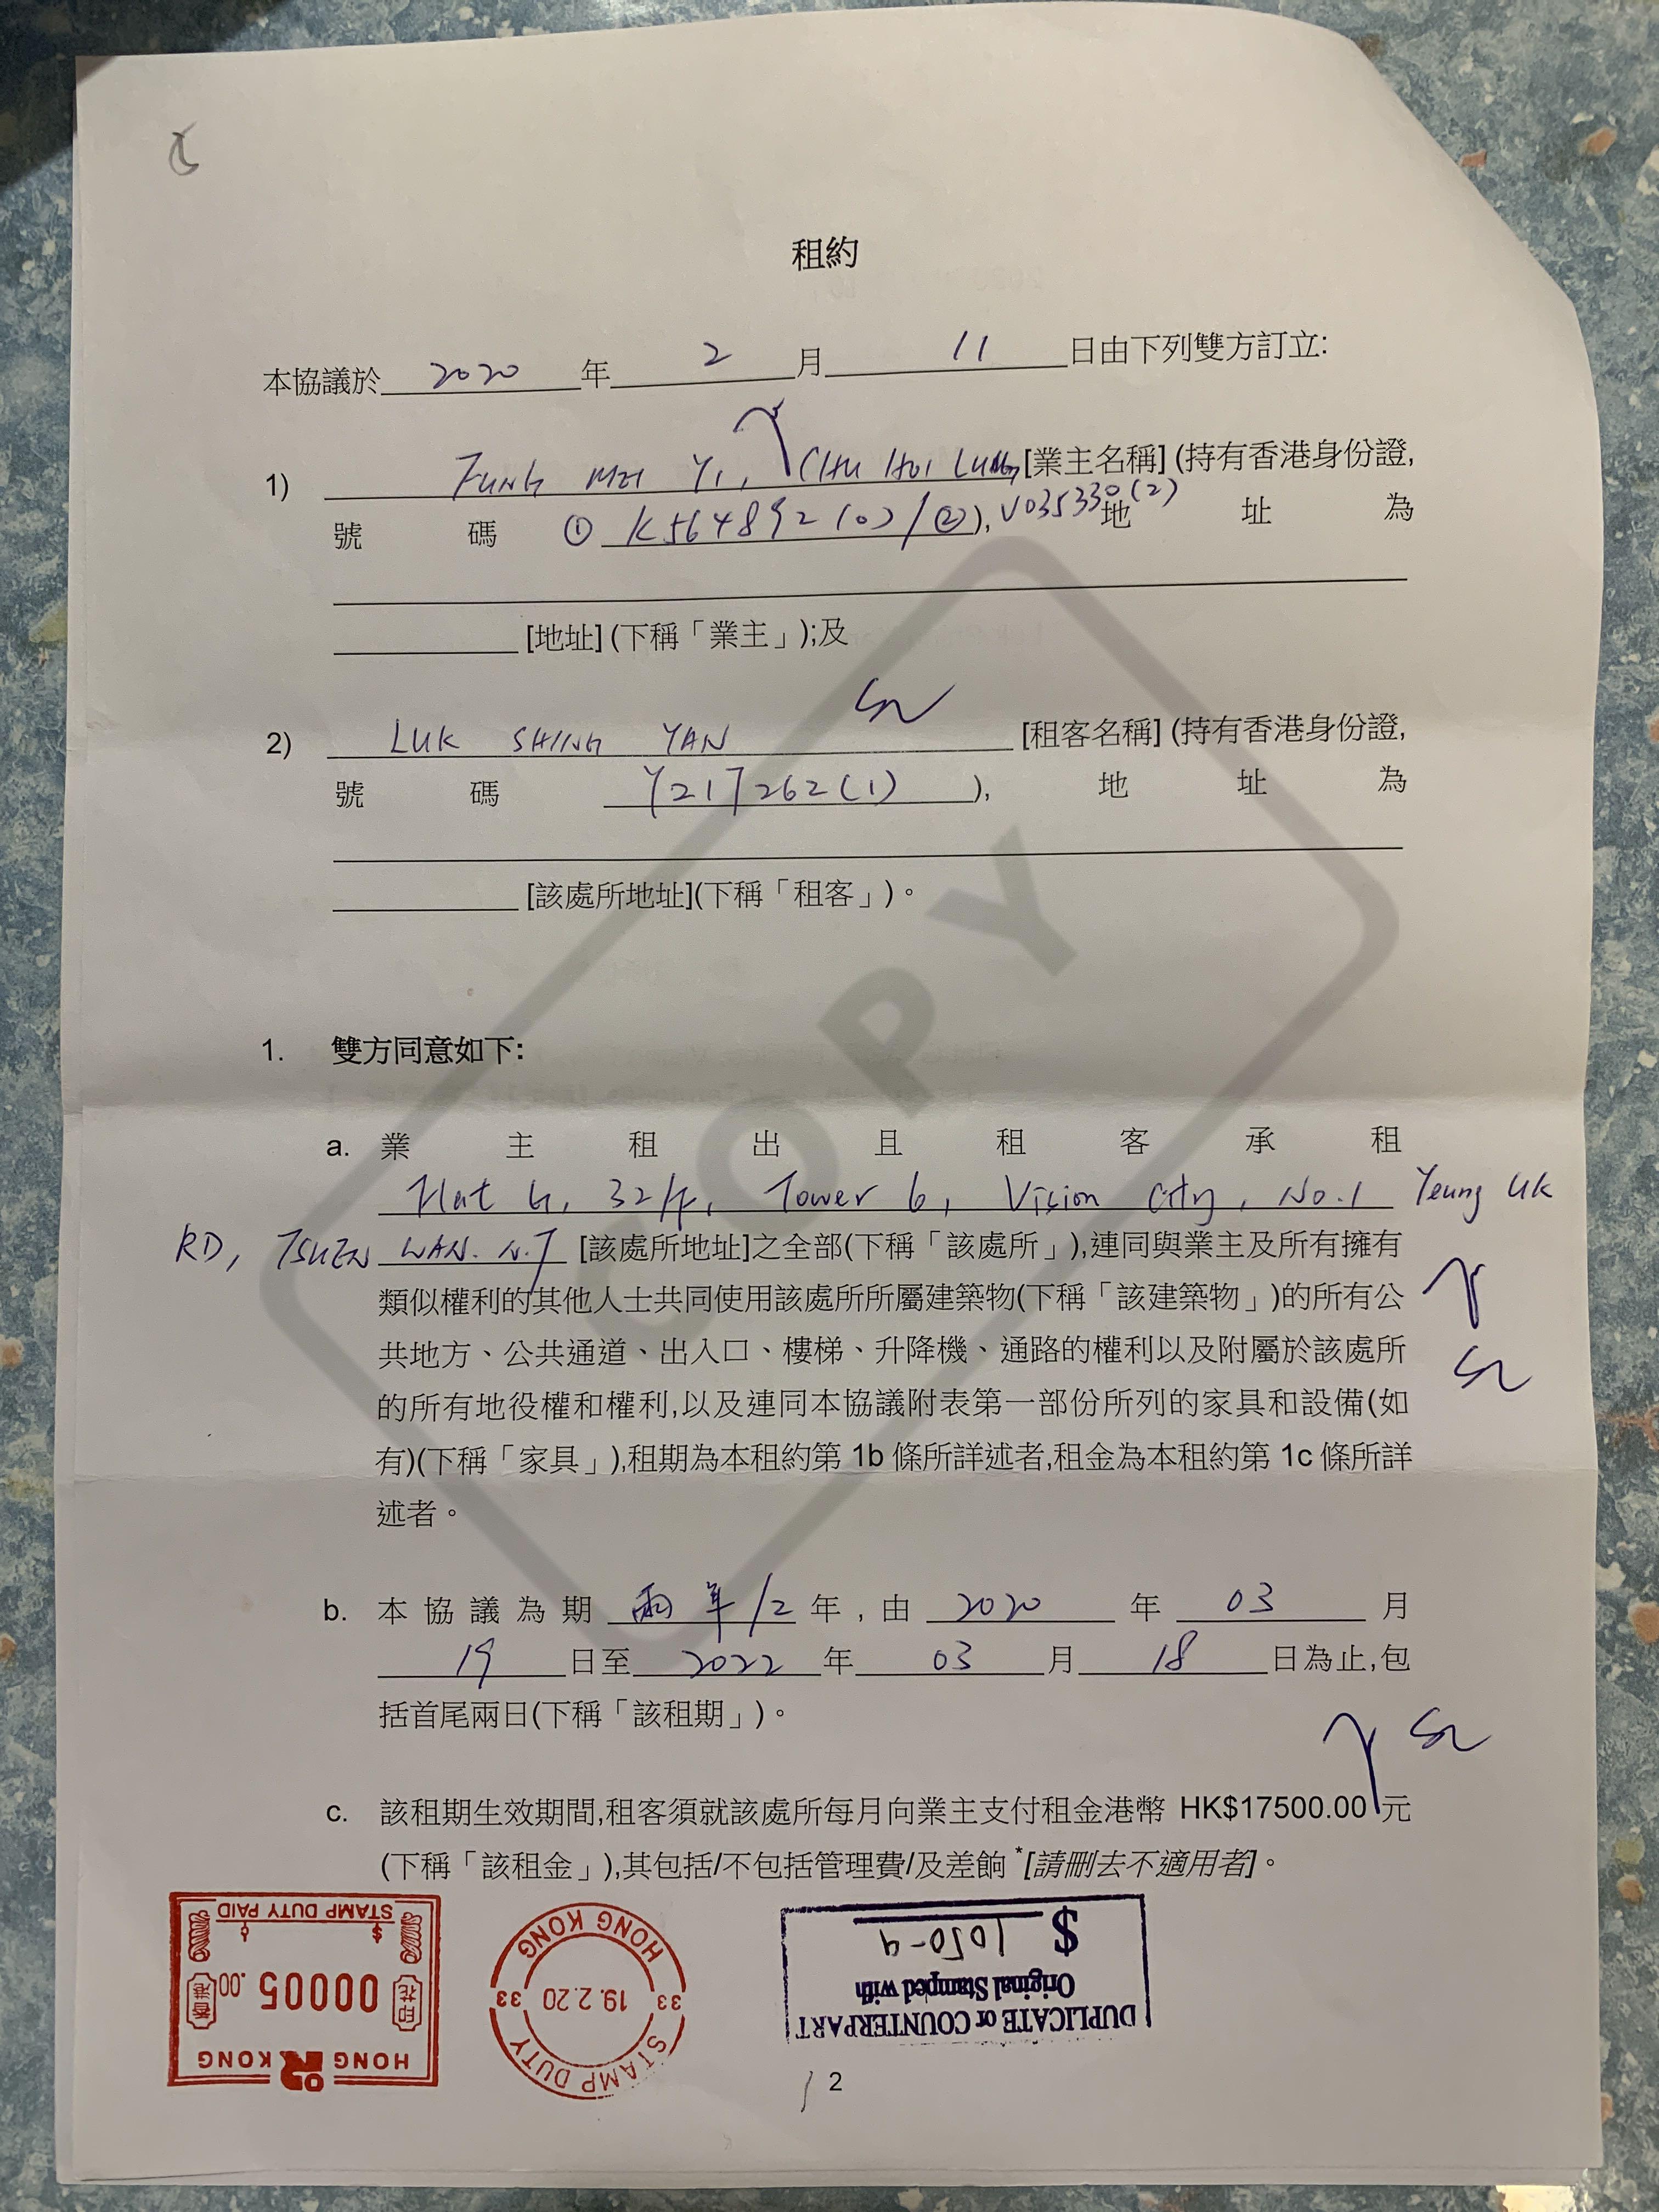 租約
本協議於 2020 年 2 月 11 日由下列雙方訂立:
1) FUNG MEI YI, CHU HOI LUNG, [業主名稱] (持有香港身份證,
號碼 ① K564892(0) / ②), V035330(2) 地址為
[地址] (下稱「業主」);及
2) LUK SHING YAN [租客名稱] (持有香港身份證,
號碼 Y217262(1) ), 地址為
[該處所地址](下稱「租客」)。
1. 雙方同意如下:
a. 業主租出且租客承租
Flat G, 32/F, Tower 6, Vision City, No.1 Yeung Uk
RD, TSUEN WAN. N.T [該處所地址]之全部(下稱「該處所」),連同與業主及所有擁有
類似權利的其他人士共同使用該處所所屬建築物(下稱「該建築物」)的所有公
共地方、公共通道、出入口、樓梯、升降機、通路的權利以及附屬於該處所
的所有地役權和權利,以及連同本協議附表第一部份所列的家具和設備(如
有)(下稱「家具」),租期為本租約第 1b 條所詳述者,租金為本租約第 1c 條所詳
述者。
b. 本協議為期 兩年/2 年,由 2020 年 03 月
19 日至 2022 年 03 月 18 日為止,包
括首尾兩日(下稱「該租期」)。
c. 該租期生效期間,租客須就該處所每月向業主支付租金港幣 HK$17500.00 元
(下稱「該租金」),其包括/不包括管理費/及差餉 *[請刪去不適用者]。
COPY
HONG KONG
香港 印花
00005.00
$ ¢
STAMP DUTY PAID
STAMP DUTY
33 19.2.20 33
HONG KONG
DUPLICATE or COUNTERPART
Original Stamped with
$ 1050-
2